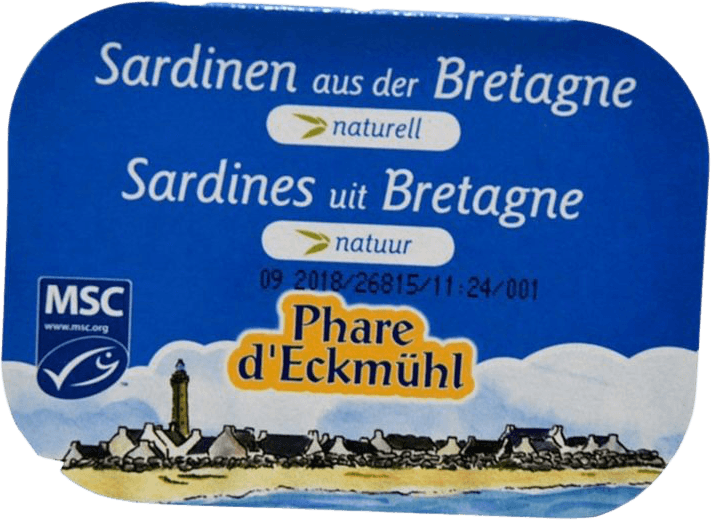 Sardinen aus der Bretagne
naturell
Sardines uit Bretagne
natuur
09 2018/26815/11:24/001
MSC
www.msc.org
TM
Phare
d'Eckmühl